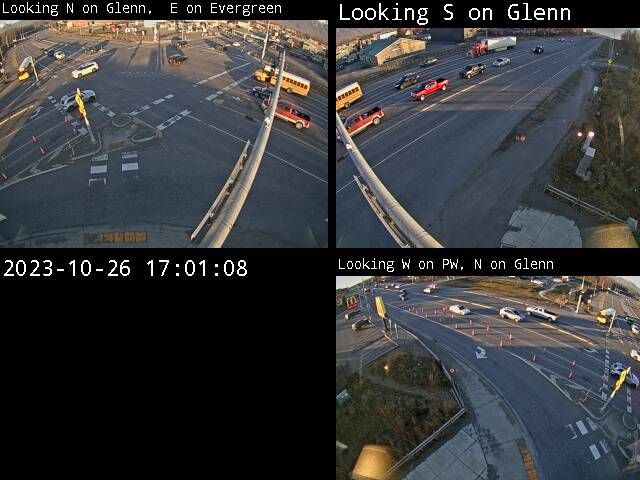 Looking N on Glenn,  E on Evergreen
Looking S on Glenn
2023-10-26 17:01:08
Looking W on PW, N on Glenn